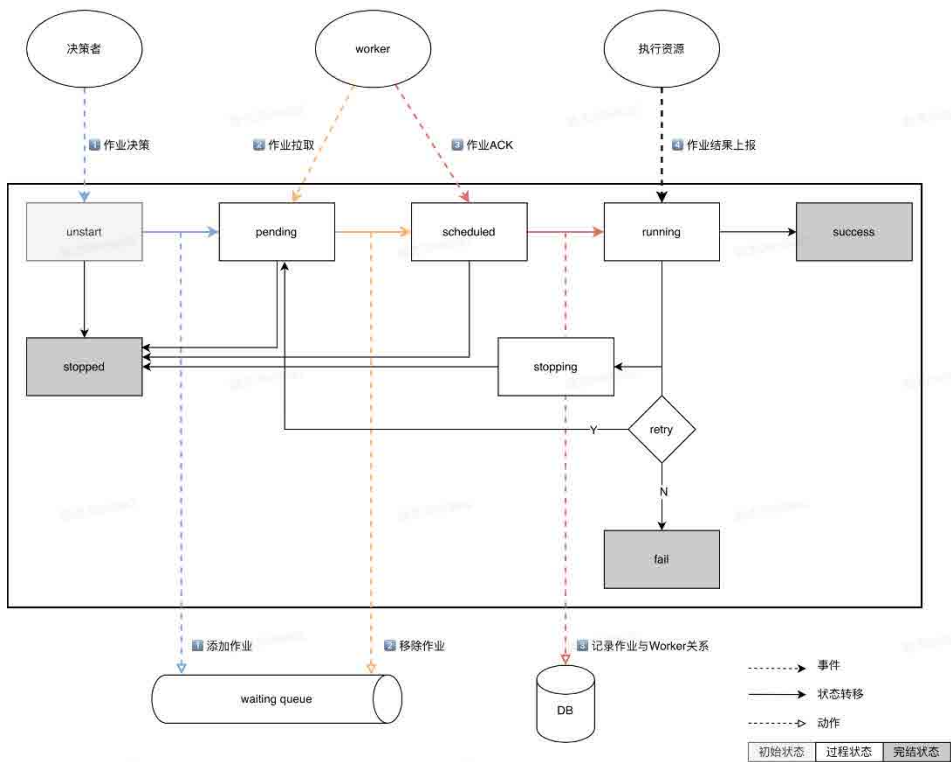 决策者
worker
执行资源
1 作业决策
2 作业拉取
3 作业ACK
4 作业结果上报
unstart
pending
scheduled
running
success
stopped
stopping
retry
Y
N
fail
1 添加作业
2 移除作业
3 记录作业与Worker关系
waiting queue
DB
事件
状态转移
动作
初始状态
过程状态
完结状态